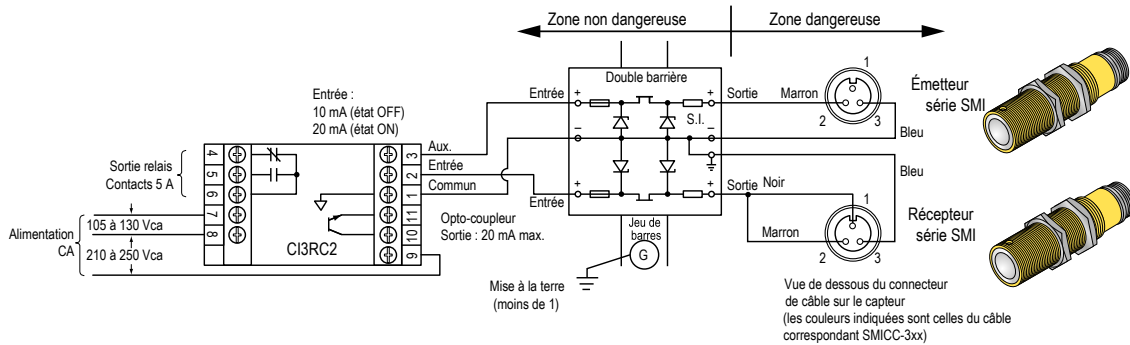 Zone non dangereuse
Zone dangereuse
Double barrière
Entrée
+
+
Sortie
Marron
1
2
3
Émetteur
série SMI
Entrée :
10 mA (état OFF)
20 mA (état ON)
S.I.
–
–
Bleu
Aux.
Entrée
Commun
3
2
1
11
10
9
4
5
6
7
8
Sortie relais
Contacts 5 A
Alimentation
CA
105 à 130 Vca
210 à 250 Vca
CI3RC2
Opto-coupleur
Sortie : 20 mA max.
Entrée
+
+
Sortie
Noir
Marron
Bleu
1
2
3
Récepteur
série SMI
Jeu de
barres
G
Mise à la terre
(moins de 1)
Vue de dessous du connecteur
de câble sur le capteur
(les couleurs indiquées sont celles du câble
correspondant SMICC-3xx)